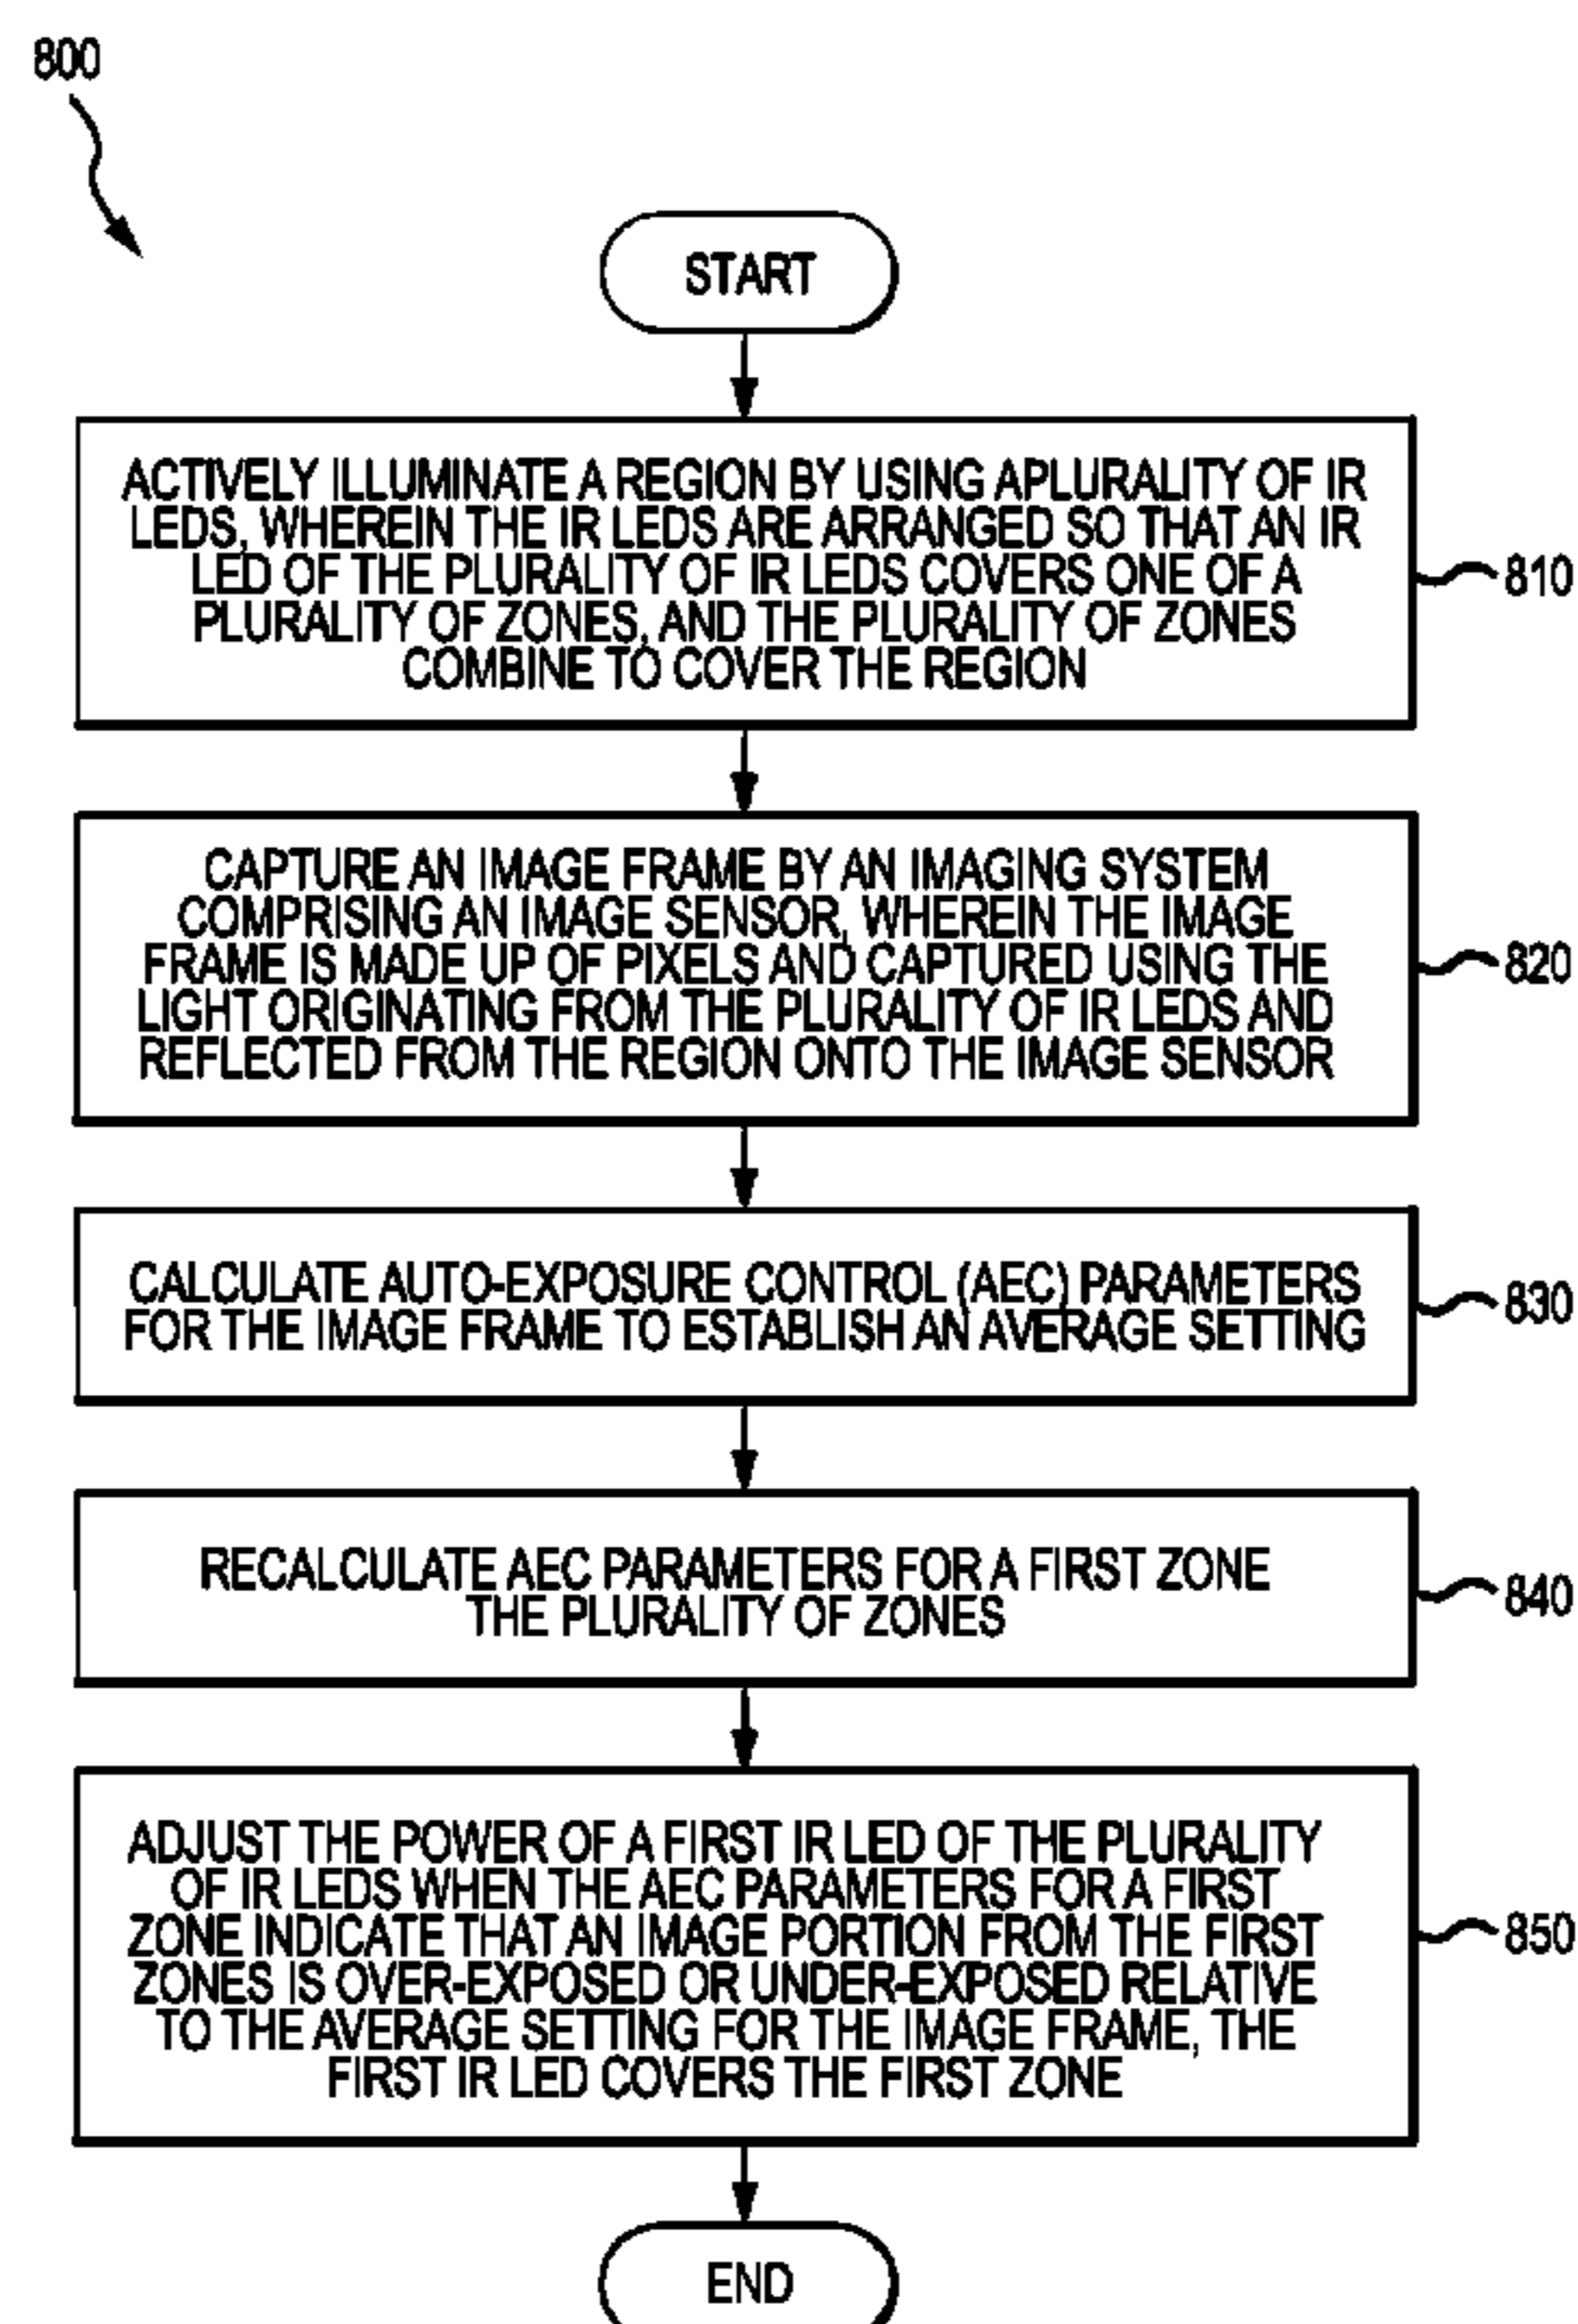 800
START
ACTIVELY ILLUMINATE A REGION BY USING APLURALITY OF IR
LEDS, WHEREIN THE IR LEDS ARE ARRANGED SO THAT AN IR
LED OF THE PLURALITY OF IR LEDS COVERS ONE OF A
PLURALITY OF ZONES, AND THE PLURALITY OF ZONES
COMBINE TO COVER THE REGION
810
CAPTURE AN IMAGE FRAME BY AN IMAGING SYSTEM
COMPRISING AN IMAGE SENSOR, WHEREIN THE IMAGE
FRAME IS MADE UP OF PIXELS AND CAPTURED USING THE
LIGHT ORIGINATING FROM THE PLURALITY OF IR LEDS AND
REFLECTED FROM THE REGION ONTO THE IMAGE SENSOR
820
CALCULATE AUTO-EXPOSURE CONTROL (AEC) PARAMETERS
FOR THE IMAGE FRAME TO ESTABLISH AN AVERAGE SETTING
830
RECALCULATE AEC PARAMETERS FOR A FIRST ZONE
THE PLURALITY OF ZONES
840
ADJUST THE POWER OF A FIRST IR LED OF THE PLURALITY
OF IR LEDS WHEN THE AEC PARAMETERS FOR A FIRST
ZONE INDICATE THAT AN IMAGE PORTION FROM THE FIRST
ZONES IS OVER-EXPOSED OR UNDER-EXPOSED RELATIVE
TO THE AVERAGE SETTING FOR THE IMAGE FRAME, THE
FIRST IR LED COVERS THE FIRST ZONE
850
END